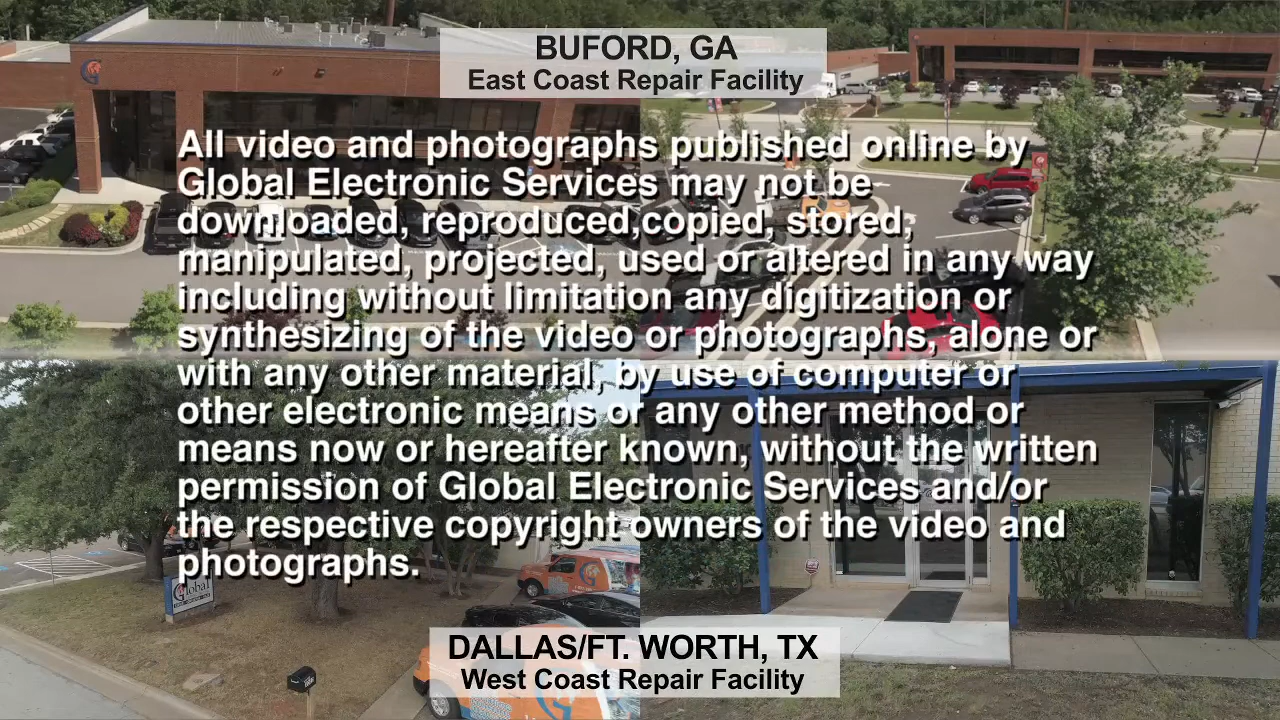 BUFORD, GA
East Coast Repair Facility
All video and photographs published online by
Global Electronic Services may not be
downloaded, reproduced,copied, stored,
manipulated, projected, used or altered in any way
including without limitation any digitization or
synthesizing of the video or photographs, alone or
with any other material, by use of computer or
other electronic means or any other method or
means now or hereafter known, without the written
permission of Global Electronic Services and/or
the respective copyright owners of the video and
photographs.
Global
DALLAS/FT. WORTH, TX
West Coast Repair Facility